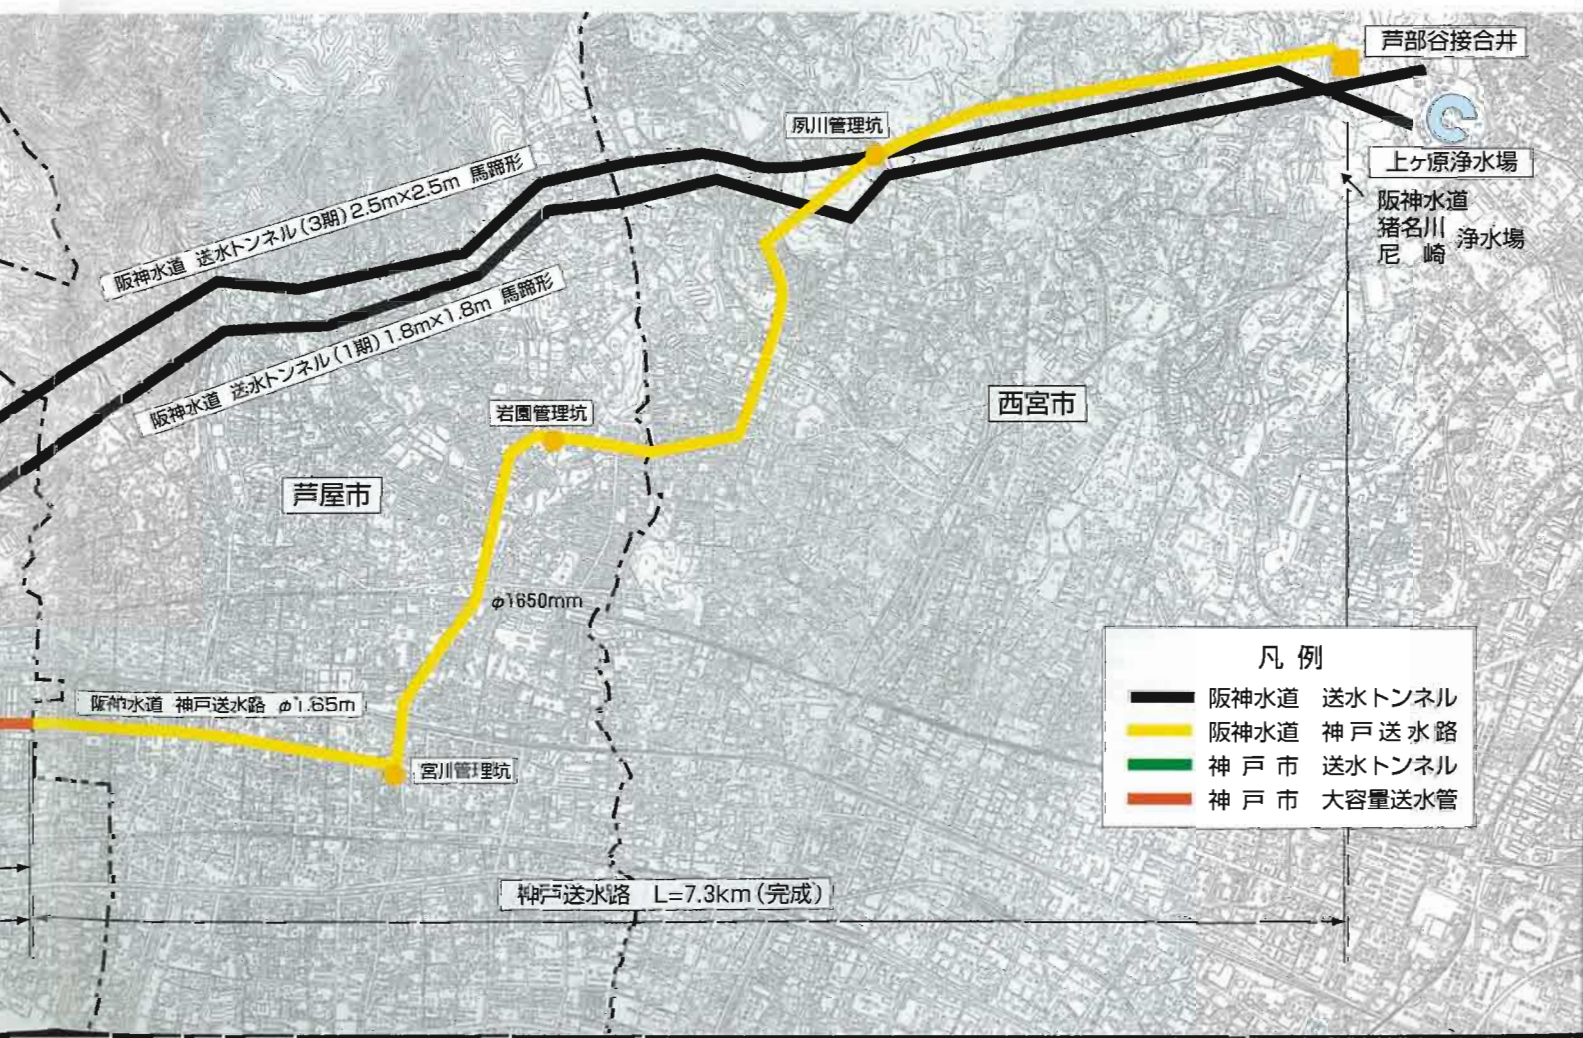 芦部谷接合井
夙川管理坑
上ヶ原浄水場
阪神水道
猪名川
尼崎
浄水場
阪神水道 送水トンネル(3期)2.5m×2.5m 馬蹄形
阪神水道 送水トンネル(1期)1.8m×1.8m 馬蹄形
岩園管理坑
西宮市
芦屋市
φ1650mm
阪神水道 神戸送水路 φ1.65m
宮川管理坑
凡例
阪神水道 送水トンネル
阪神水道 神戸送水路
神戸市 送水トンネル
神戸市 大容量送水管
神戸送水路 L=7.3km(完成)